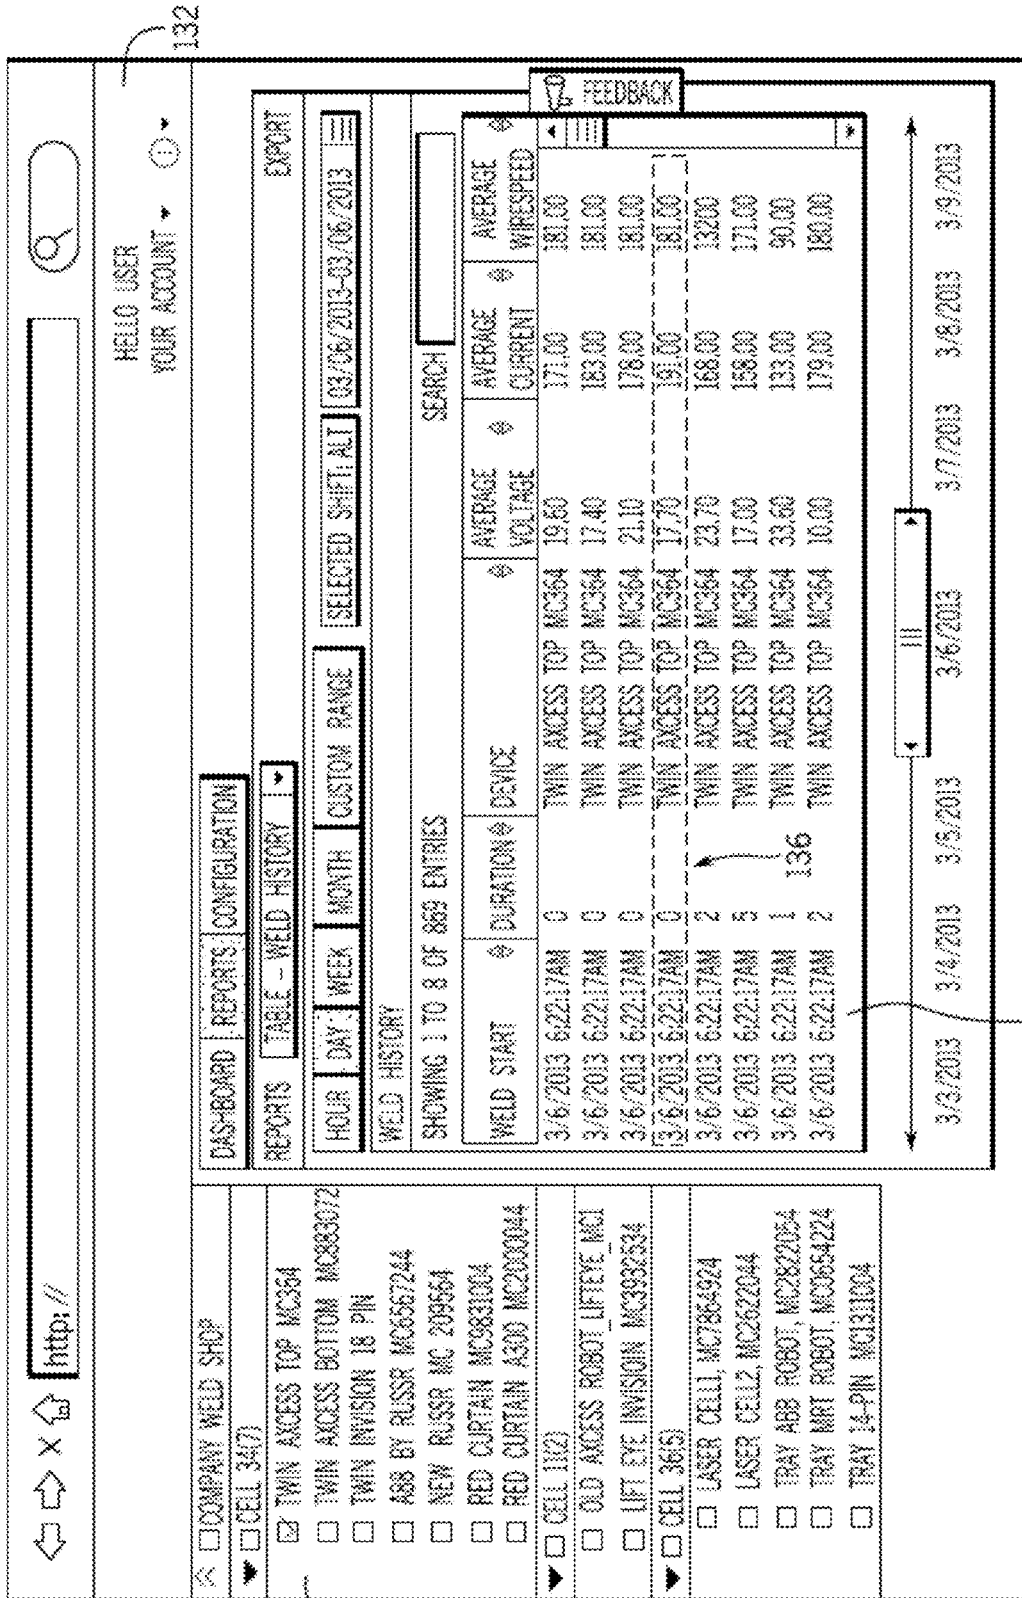 132
http://
HELLO USER
YOUR ACCOUNT
COMPANY WELD SHOP
CELL 34(7)
TWIN AXCESS TOP MC364
TWIN AXCESS BOTTOM MC883072
TWIN INVISION 18 PIN
ABB BY RUSSR MC6567244
NEW RUSSR MC 209664
RED CURTAIN MC9831004
RED CURTAIN A300 MC2000044
CELL 11(2)
OLD AXCESS ROBOT_LIFTEYE_MC1
LIFT EYE INVISION MC3932634
CELL 36(5)
LASER CELL1, MC7864924
LASER CELL2, MC2622044
TRAY ABB ROBOT, MC2822054
TRAY MRT ROBOT, MC0654224
TRAY 14-PIN MC1311004
DASHBOARD REPORTS CONFIGURATION
REPORTS TABLE - WELD HISTORY EXPORT
HOUR DAY WEEK MONTH CUSTOM RANGE SELECTED SHIFT: ALT 03/06/2013-03/06/2013
WELD HISTORY
SHOWING 1 TO 8 OF 869 ENTRIES SEARCH
WELD START DURATION DEVICE AVERAGE VOLTAGE AVERAGE CURRENT AVERAGE WIRESPEED
3/6/2013 6:22:17AM 0 TWIN AXCESS TOP MC364 19.60 171.00 181.00
3/6/2013 6:22:17AM 0 TWIN AXCESS TOP MC364 17.40 183.00 181.00
3/6/2013 6:22:17AM 0 TWIN AXCESS TOP MC364 21.10 178.00 181.00
3/6/2013 6:22:17AM 0 TWIN AXCESS TOP MC364 17.70 191.00 181.00
3/6/2013 6:22:17AM 2 TWIN AXCESS TOP MC364 23.70 168.00 132.00
3/6/2013 6:22:17AM 5 TWIN AXCESS TOP MC364 17.00 158.00 171.00
3/6/2013 6:22:17AM 1 TWIN AXCESS TOP MC364 33.60 133.00 90.00
3/6/2013 6:22:17AM 2 TWIN AXCESS TOP MC364 10.00 179.00 180.00
FEEDBACK
136
3/3/2013 3/4/2013 3/5/2013 3/6/2013 3/7/2013 3/8/2013 3/9/2013